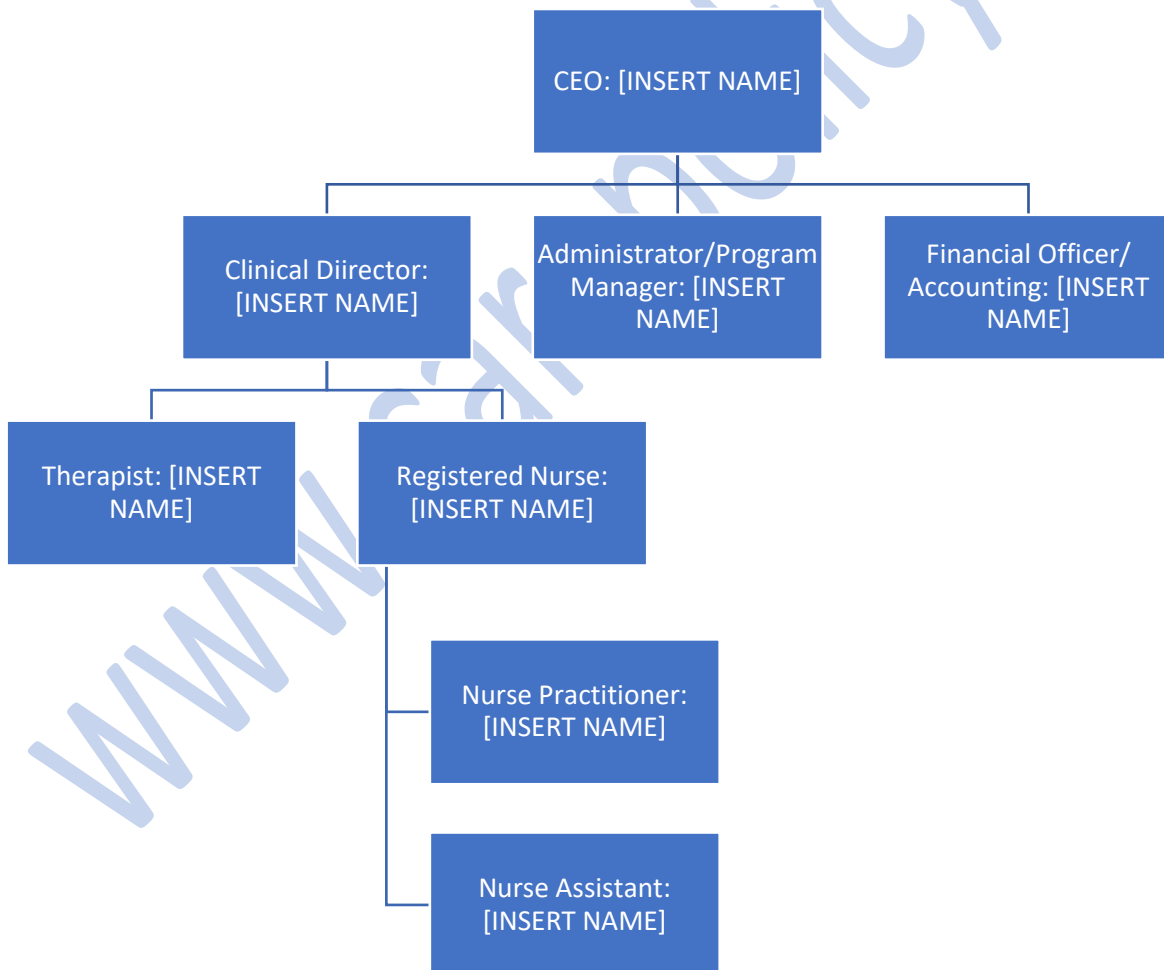 CEO: [INSERT NAME]
Clinical Diirector:
[INSERT NAME]
Administrator/Program
Manager: [INSERT
NAME]
Financial Officer/
Accounting: [INSERT
NAME]
Therapist: [INSERT
NAME]
Registered Nurse:
[INSERT NAME]
Nurse Practitioner:
[INSERT NAME]
Nurse Assistant:
[INSERT NAME]